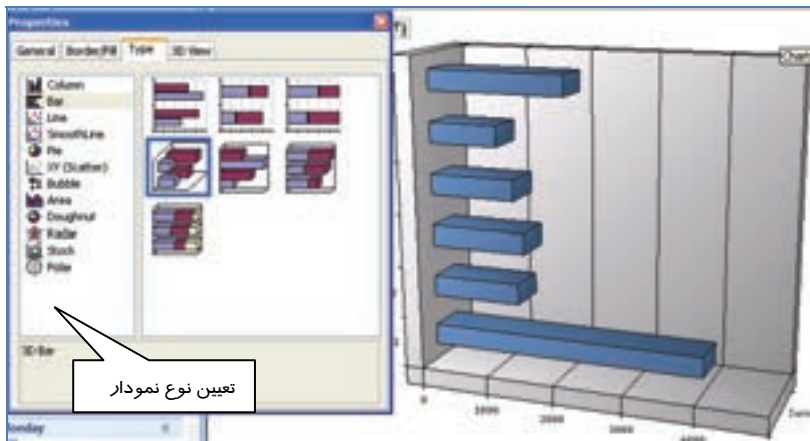 Properties
General Border/Fill Type 3D View
Column
Bar
Line
SmoothLine
Pie
XY (Scatter)
Bubble
Area
Doughnut
Radar
Stock
Polar
3D Bar
تعیین نوع نمودار
Monday
0
1000
2000
3000
4000